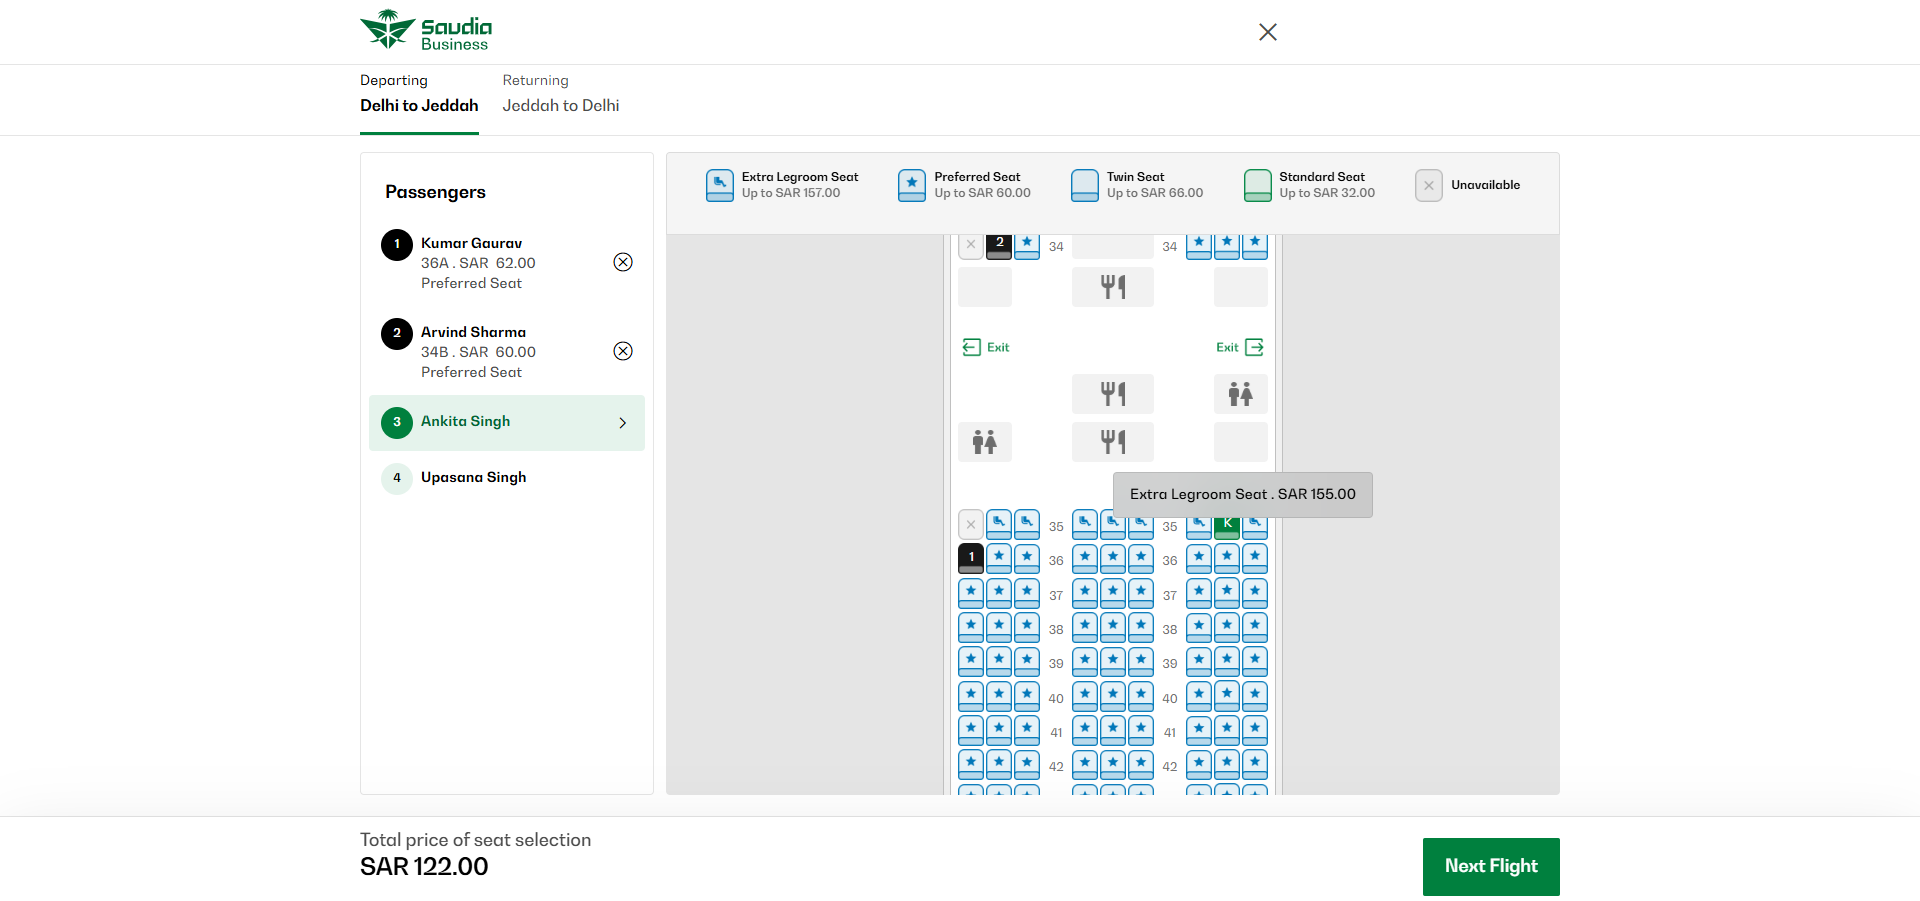 Saudia
Business
Departing
Delhi to Jeddah
Returning
Jeddah to Delhi
Passengers
1
Kumar Gaurav
36A . SAR 62.00
Preferred Seat
2
Arvind Sharma
34B . SAR 60.00
Preferred Seat
3
Ankita Singh
4
Upasana Singh
Extra Legroom Seat
Up to SAR 157.00
Preferred Seat
Up to SAR 60.00
Twin Seat
Up to SAR 66.00
Standard Seat
Up to SAR 32.00
Unavailable
2 34 34
Exit Exit
Extra Legroom Seat . SAR 155.00
35 35 K
1 36 36
37 37
38 38
39 39
40 40
41 41
42 42
Total price of seat selection
SAR 122.00
Next Flight